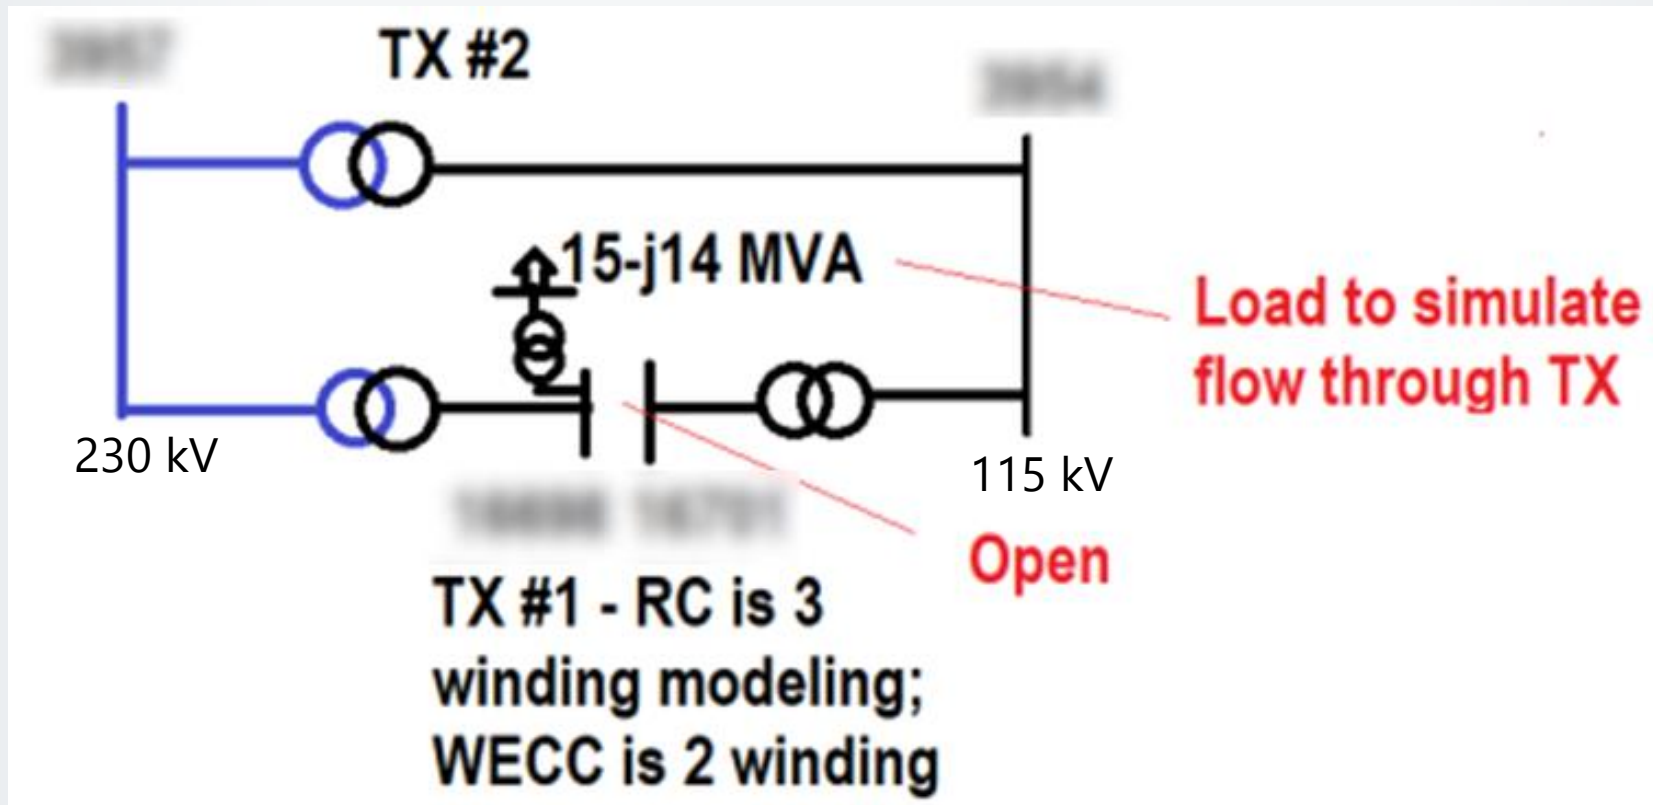 TX #2
15-j14 MVA
Load to simulate
flow through TX
230 kV
115 kV
Open
TX #1 - RC is 3
winding modeling;
WECC is 2 winding